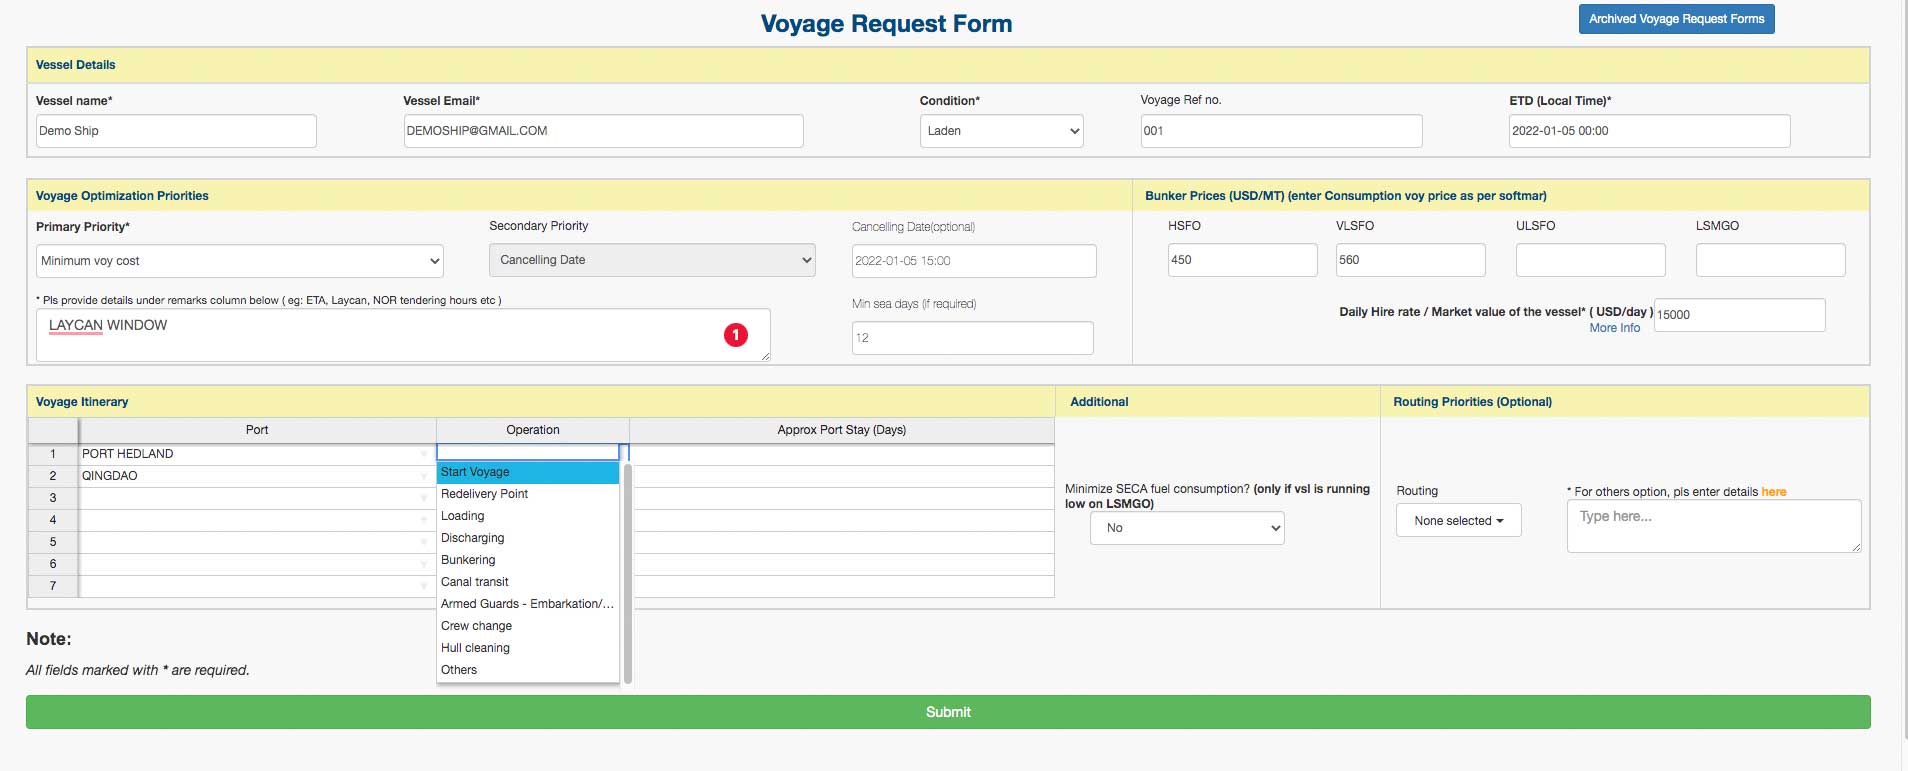 Voyage Request Form
Archived Voyage Request Forms
Vessel Details
Vessel name*
Vessel Email*
Condition*
Voyage Ref no.
ETD (Local Time)*
Demo Ship
DEMOSHIP@GMAIL.COM
Laden
001
2022-01-05 00:00
Voyage Optimization Priorities
Primary Priority*
Secondary Priority
Cancelling Date(optional)
Minimum voy cost
Cancelling Date
2022-01-05 15:00
* Pls provide details under remarks column below ( eg: ETA, Laycan, NOR tendering hours etc )
Min sea days (if required)
LAYCAN WINDOW
1
12
Bunker Prices (USD/MT) (enter Consumption voy price as per softmar)
HSFO
VLSFO
ULSFO
LSMGO
450
560
Daily Hire rate / Market value of the vessel* ( USD/day )
15000
More Info
Voyage Itinerary
Port
Operation
Approx Port Stay (Days)
1
PORT HEDLAND
2
QINGDAO
3
4
5
6
7
Start Voyage
Redelivery Point
Loading
Discharging
Bunkering
Canal transit
Armed Guards - Embarkation/...
Crew change
Hull cleaning
Others
Additional
Minimize SECA fuel consumption? (only if vsl is running
low on LSMGO)
No
Routing Priorities (Optional)
Routing
None selected
* For others option, pls enter details here
Type here...
Note:
All fields marked with * are required.
Submit